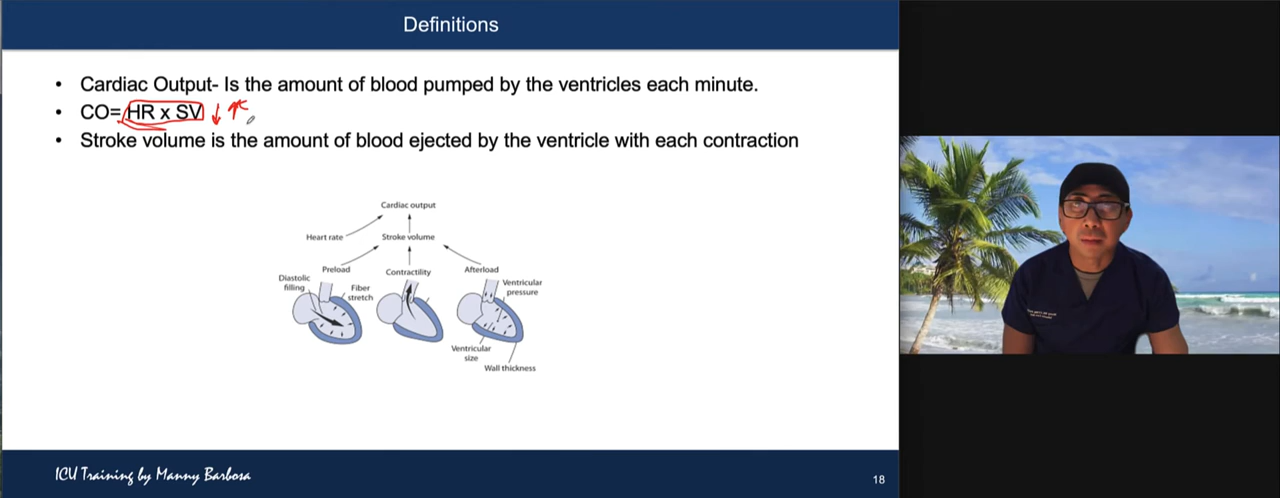 Definitions
• Cardiac Output- Is the amount of blood pumped by the ventricles each minute.
• CO= HR x SV ↓ ↑
• Stroke volume is the amount of blood ejected by the ventricle with each contraction
Cardiac output
Heart rate
Stroke volume
Preload
Contractility
Afterload
Diastolic
filling
Fiber
stretch
Ventricular
pressure
Ventricular
size
Wall thickness
ICU Training by Manny Barbosa
18